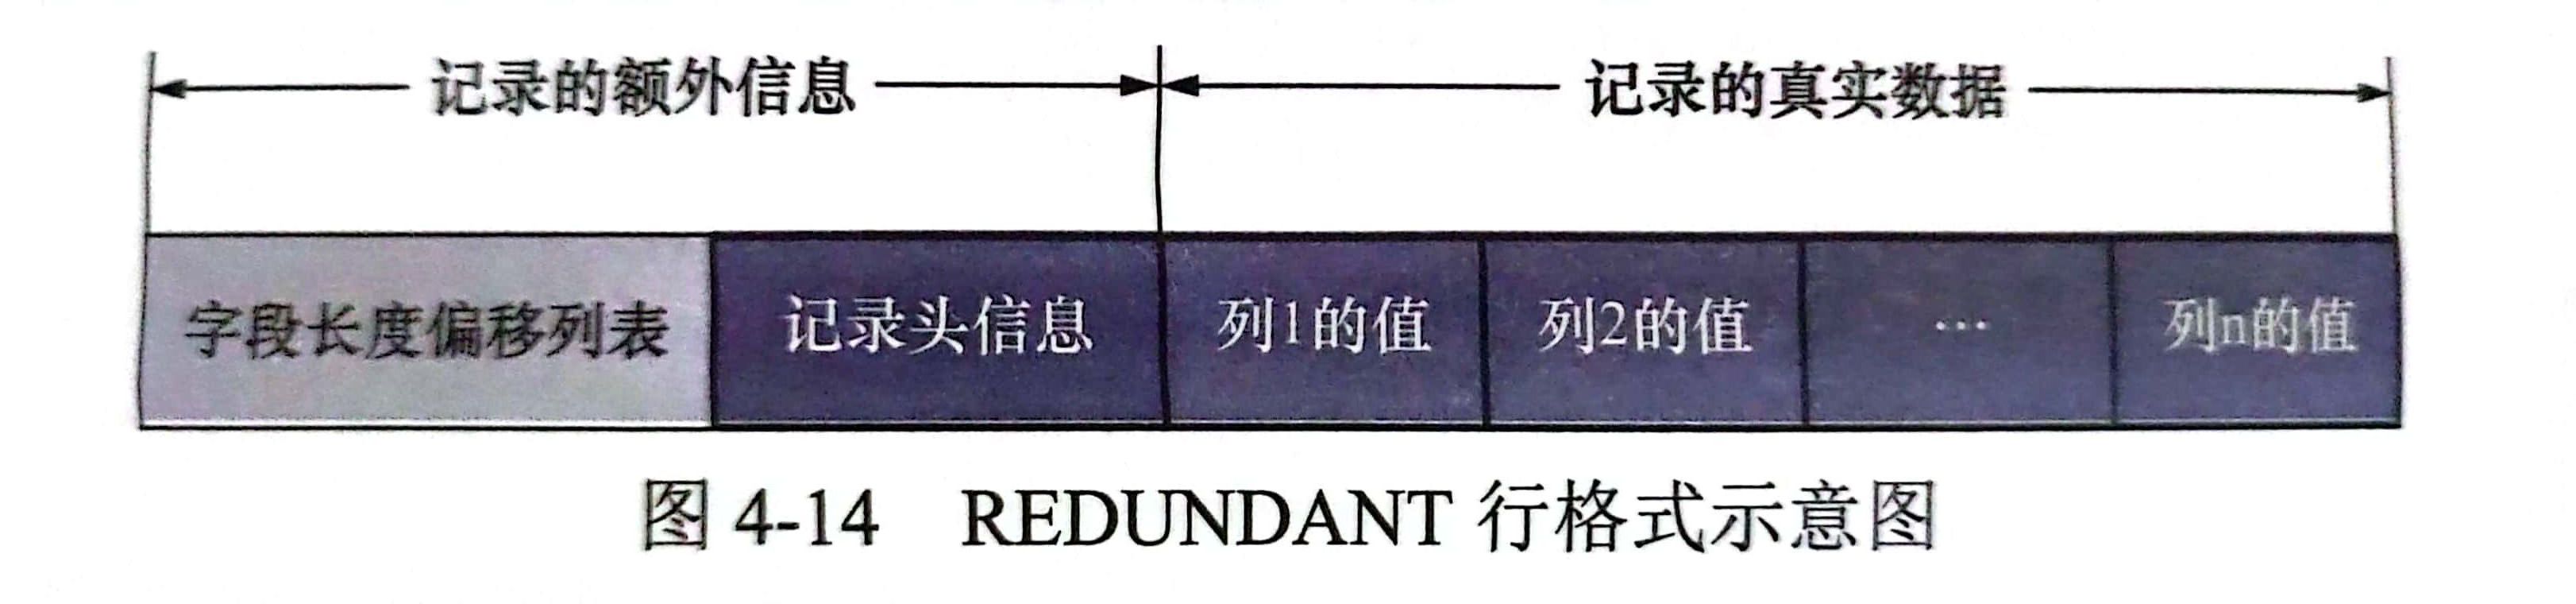 记录的额外信息 记录的真实数据
字段长度偏移列表 记录头信息 列1的值 列2的值 … 列n的值
图 4-14 REDUNDANT 行格式示意图